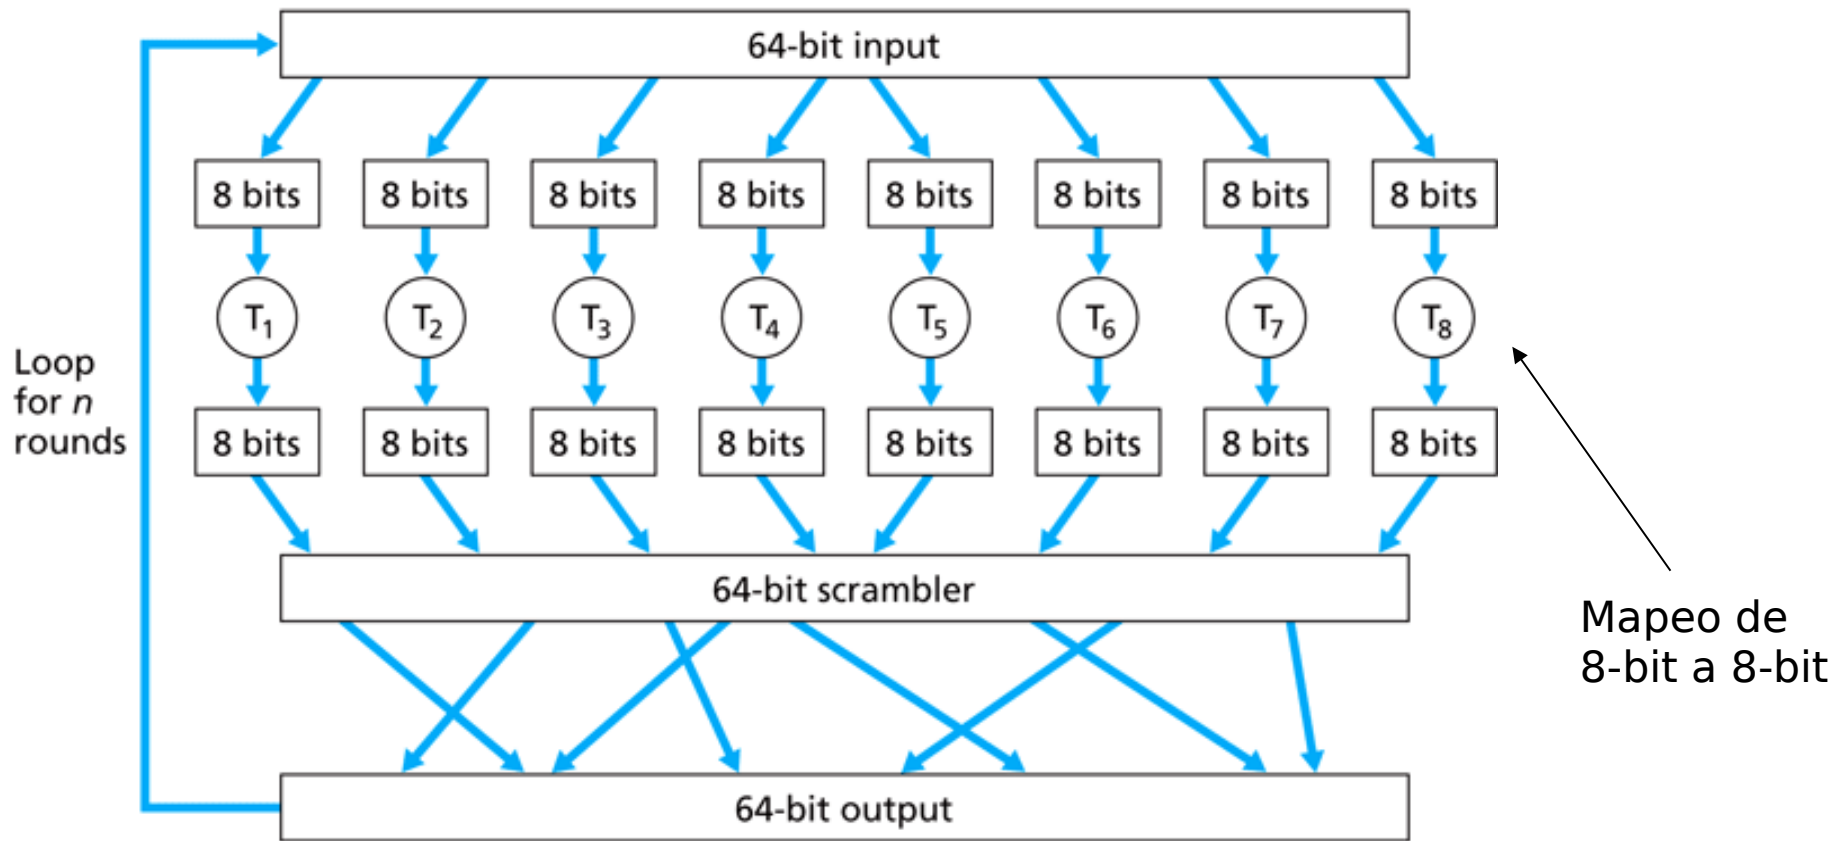 64-bit input
8 bits 8 bits 8 bits 8 bits 8 bits 8 bits 8 bits 8 bits
T1 T2 T3 T4 T5 T6 T7 T8
Loop
for n
rounds
8 bits 8 bits 8 bits 8 bits 8 bits 8 bits 8 bits 8 bits
64-bit scrambler
Mapeo de
8-bit a 8-bit
64-bit output